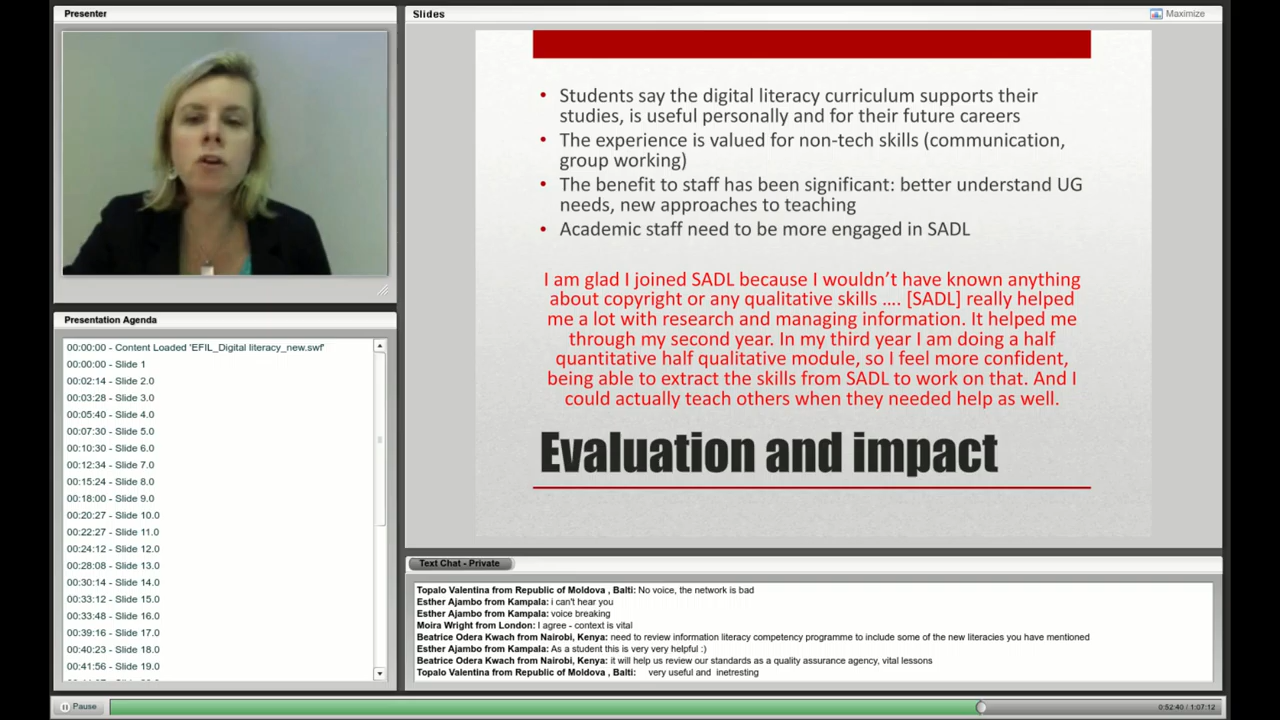 Presenter
Slides
Maximize
• Students say the digital literacy curriculum supports their
studies, is useful personally and for their future careers
• The experience is valued for non-tech skills (communication,
group working)
• The benefit to staff has been significant: better understand UG
needs, new approaches to teaching
• Academic staff need to be more engaged in SADL
I am glad I joined SADL because I wouldn't have known anything
about copyright or any qualitative skills .... [SADL] really helped
me a lot with research and managing information. It helped me
through my second year. In my third year I am doing a half
quantitative half qualitative module, so I feel more confident,
being able to extract the skills from SADL to work on that. And I
could actually teach others when they needed help as well.
Evaluation and impact
Presentation Agenda
00:00:00 - Content Loaded 'EFIL_Digital literacy_new.swf'
00:00:00 - Slide 1
00:02:14 - Slide 2.0
00:03:28 - Slide 3.0
00:05:40 - Slide 4.0
00:07:30 - Slide 5.0
00:10:30 - Slide 6.0
00:12:34 - Slide 7.0
00:15:24 - Slide 8.0
00:18:00 - Slide 9.0
00:20:27 - Slide 10.0
00:22:27 - Slide 11.0
00:24:12 - Slide 12.0
00:28:08 - Slide 13.0
00:30:14 - Slide 14.0
00:33:12 - Slide 15.0
00:33:48 - Slide 16.0
00:39:16 - Slide 17.0
00:40:23 - Slide 18.0
00:41:56 - Slide 19.0
Text Chat - Private
Topalo Valentina from Republic of Moldova , Balti: No voice, the network is bad
Esther Ajambo from Kampala: i can't hear you
Esther Ajambo from Kampala: voice breaking
Moira Wright from London: I agree - context is vital
Beatrice Odera Kwach from Nairobi, Kenya: need to review information literacy competency programme to include some of the new literacies you have mentioned
Esther Ajambo from Kampala: As a student this is very very helpful :)
Beatrice Odera Kwach from Nairobi, Kenya: it will help us review our standards as a quality assurance agency, vital lessons
Topalo Valentina from Republic of Moldova , Balti: very useful and inetresting
Pause
0:52:40 / 1:07:12